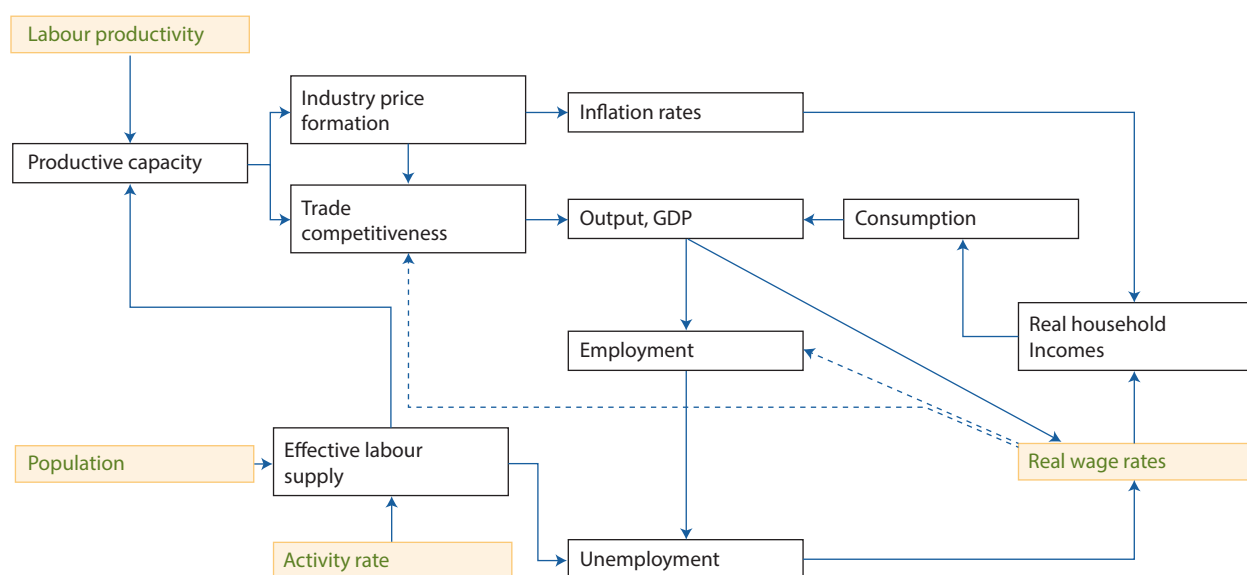 Labour productivity
Industry price
formation
Inflation rates
Productive capacity
Trade
competitiveness
Output, GDP
Consumption
Employment
Real household
Incomes
Population
Effective labour
supply
Real wage rates
Activity rate
Unemployment